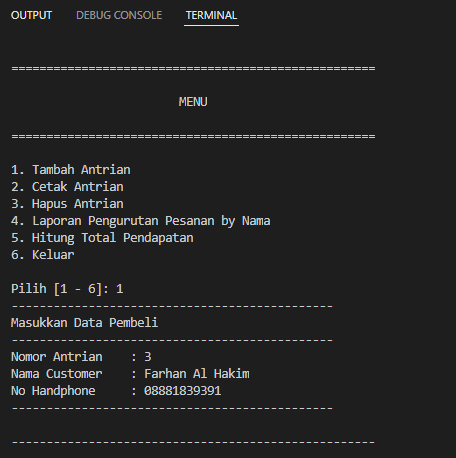 OUTPUT DEBUG CONSOLE TERMINAL
====================================================
MENU
====================================================
1. Tambah Antrian
2. Cetak Antrian
3. Hapus Antrian
4. Laporan Pengurutan Pesanan by Nama
5. Hitung Total Pendapatan
6. Keluar
Pilih [1 - 6]: 1
----------------------------------------------
Masukkan Data Pembeli
----------------------------------------------
Nomor Antrian    : 3
Nama Customer    : Farhan Al Hakim
No Handphone     : 08881839391
----------------------------------------------
----------------------------------------------------